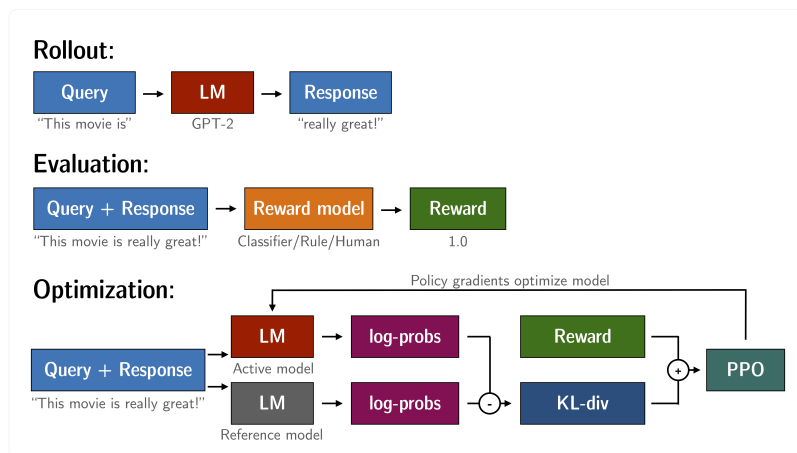 Rollout:
Query
LM
Response
“This movie is”
GPT-2
“really great!”
Evaluation:
Query + Response
Reward model
Reward
“This movie is really great!”
Classifier/Rule/Human
1.0
Optimization:
Policy gradients optimize model
LM
log-probs
Reward
Query + Response
Active model
+
PPO
“This movie is really great!”
LM
log-probs
-
KL-div
Reference model